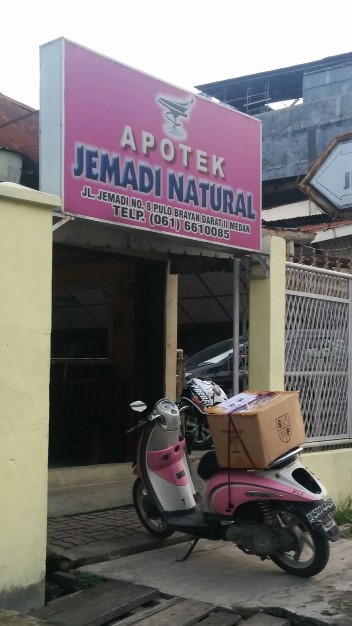 APOTEK
JEMADI NATURAL
JL. JEMADI NO. 8 PULO BRAYAN DARAT II MEDAN
TELP. (061) 6610085